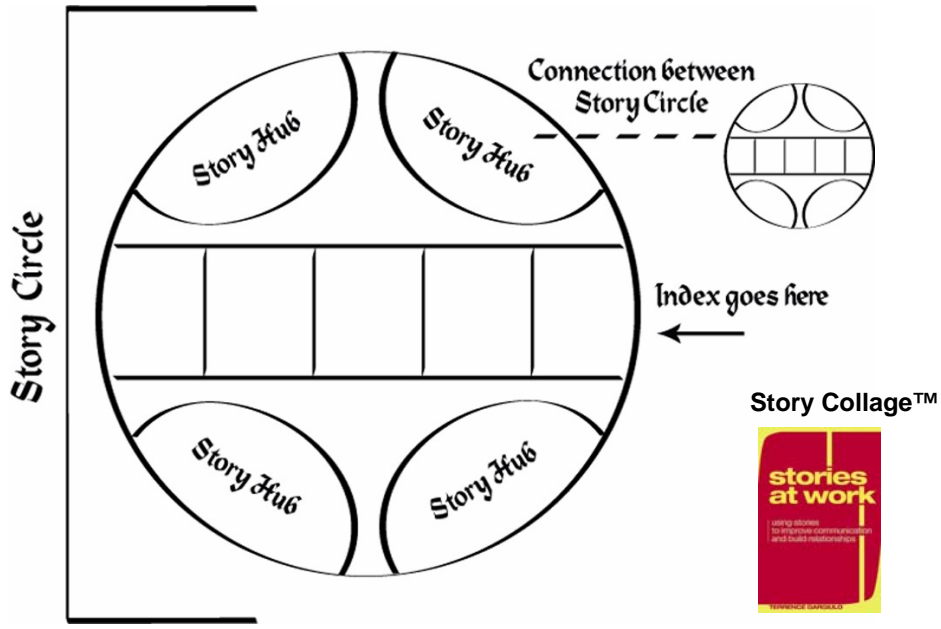 Story Circle
Story Hub
Story Hub
Connection between
Story Circle
Index goes here
Story Hub
Story Hub
Story Collage™
stories
at work
using stories
to improve communication
and build relationships
TERRENCE GARGIULO